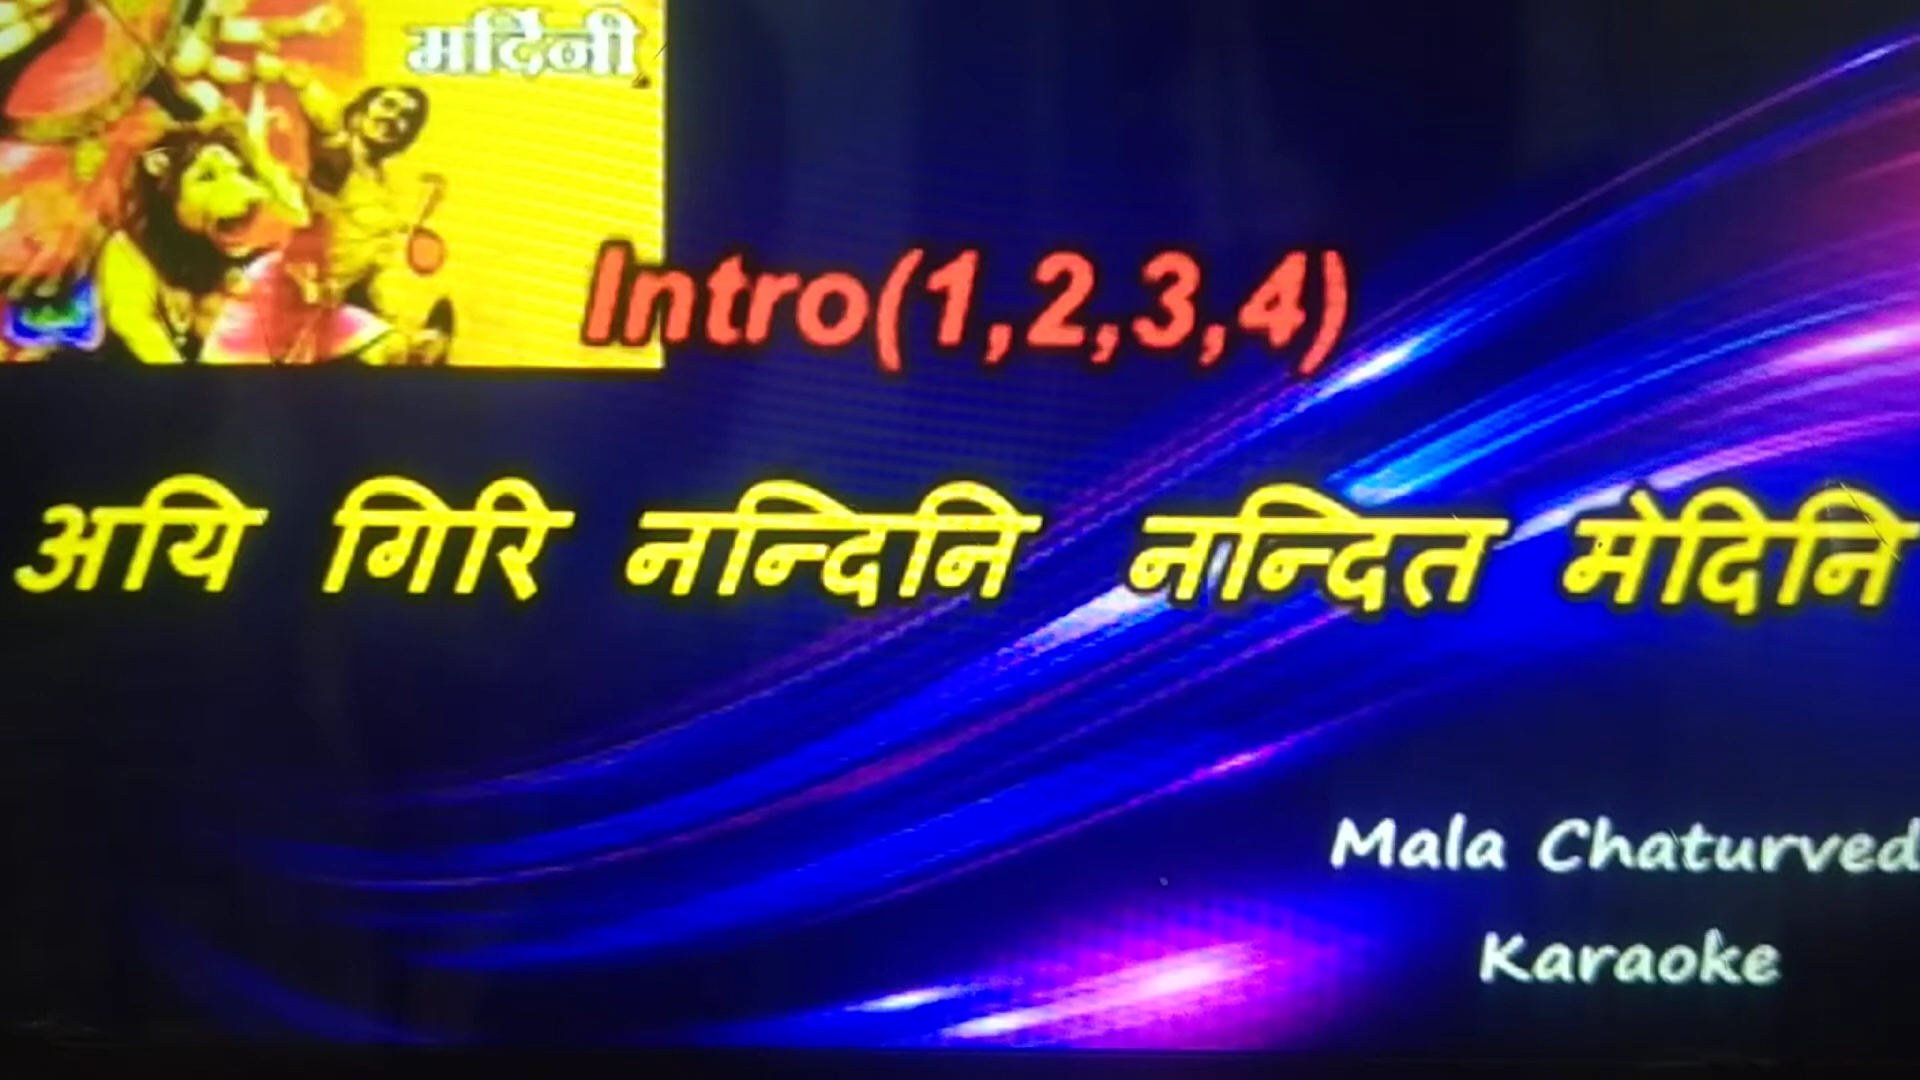 मर्दिनी
Intro(1,2,3,4)
अयि गिरि नन्दिनि नन्दित मेदिनि
Mala Chaturved
Karaoke